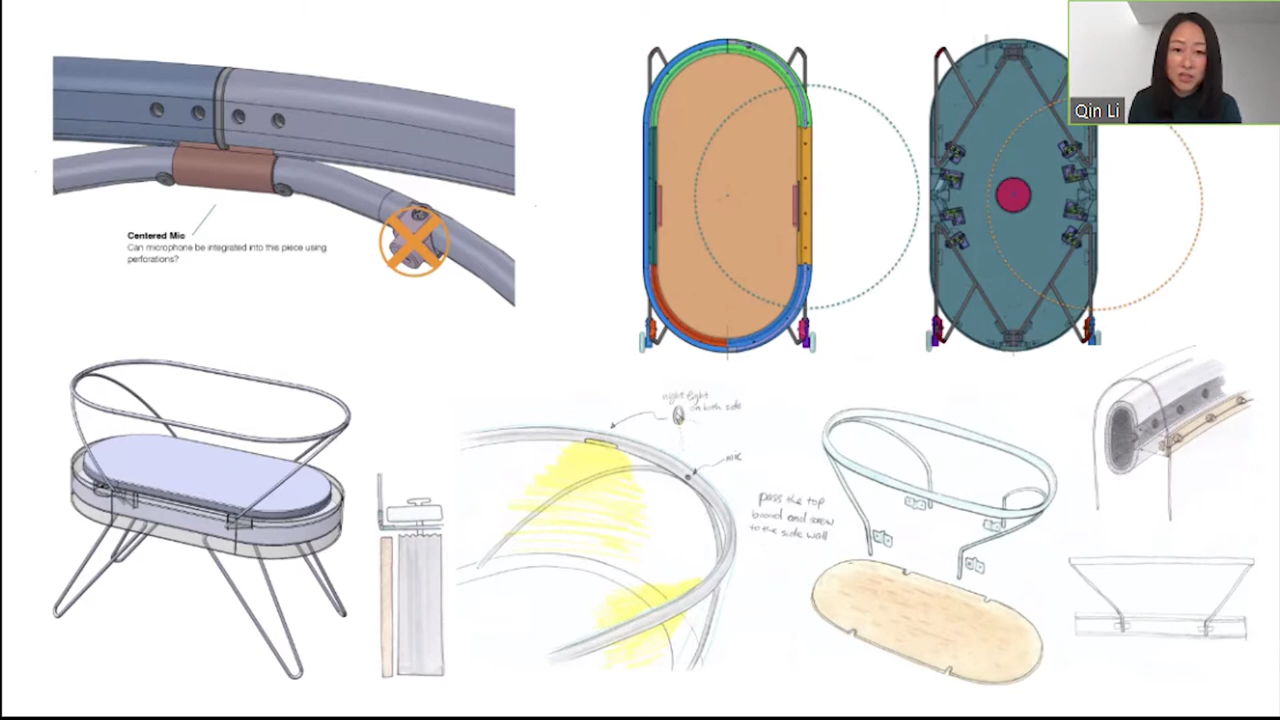 Qin Li
Centered Mic
Can microphone be integrated into this piece using
perforations?
night light
on both side
MIC
pass the top
board and screw
to the side wall